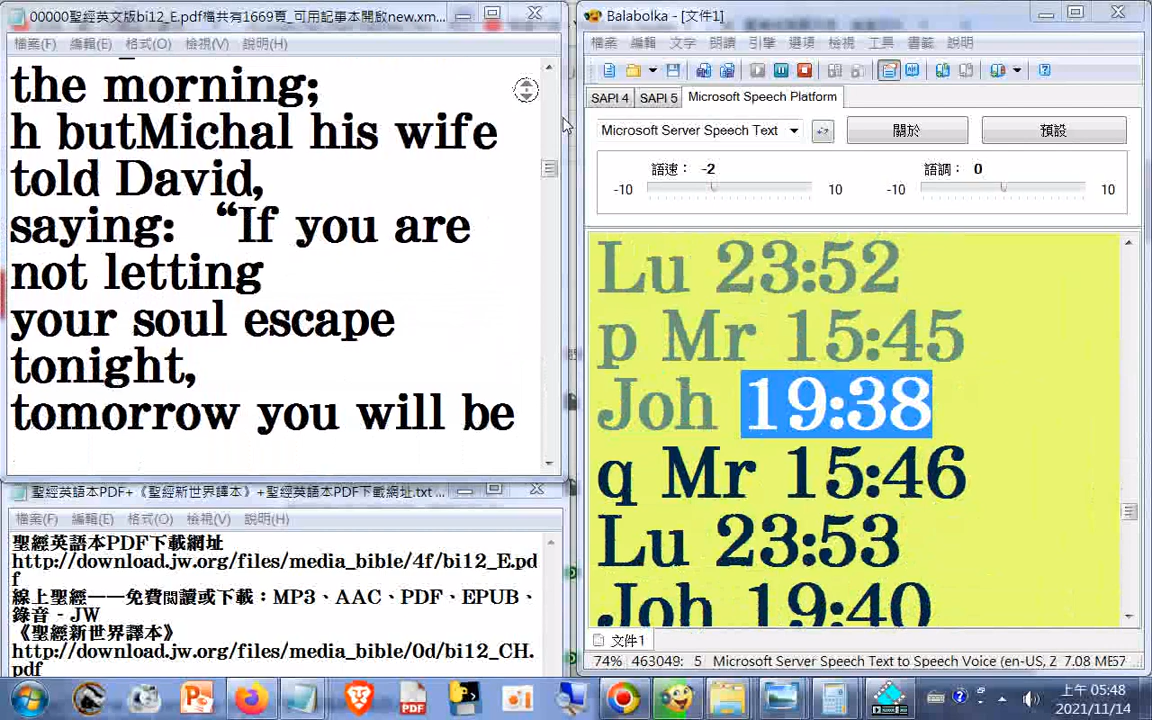 00000聖經英文版bi12_E.pdf檔共有1669頁_可用記事本開啟new.xm...
檔案(F) 編輯(E) 格式(O) 檢視(V) 說明(H)
the morning;
h butMichal his wife
told David,
saying: “If you are
not letting
your soul escape
tonight,
tomorrow you will be
聖經英語本PDF+《聖經新世界譯本》+聖經英語本PDF下載網址.txt ...
檔案(F) 編輯(E) 格式(O) 檢視(V) 說明(H)
聖經英語本PDF下載網址
http://download.jw.org/files/media_bible/4f/bi12_E.pd
f
線上聖經——免費閱讀或下載：MP3、AAC、PDF、EPUB、
錄音 - JW
《聖經新世界譯本》
http://download.jw.org/files/media_bible/0d/bi12_CH.
pdf
Balabolka - [文件1]
檔案 編輯 文字 朗讀 引擎 選項 檢視 工具 書籤 說明
SAPI 4 SAPI 5 Microsoft Speech Platform
Microsoft Server Speech Text 關於 預設
語速： -2 語調： 0
-10 10 -10 10
Lu 23:52
p Mr 15:45
Joh 19:38
q Mr 15:46
Lu 23:53
Joh 19:40
文件1
74% 463049: 5 Microsoft Server Speech Text to Speech Voice (en-US, Z 7.08 ME57
PDF
上午 05:48
2021/11/14